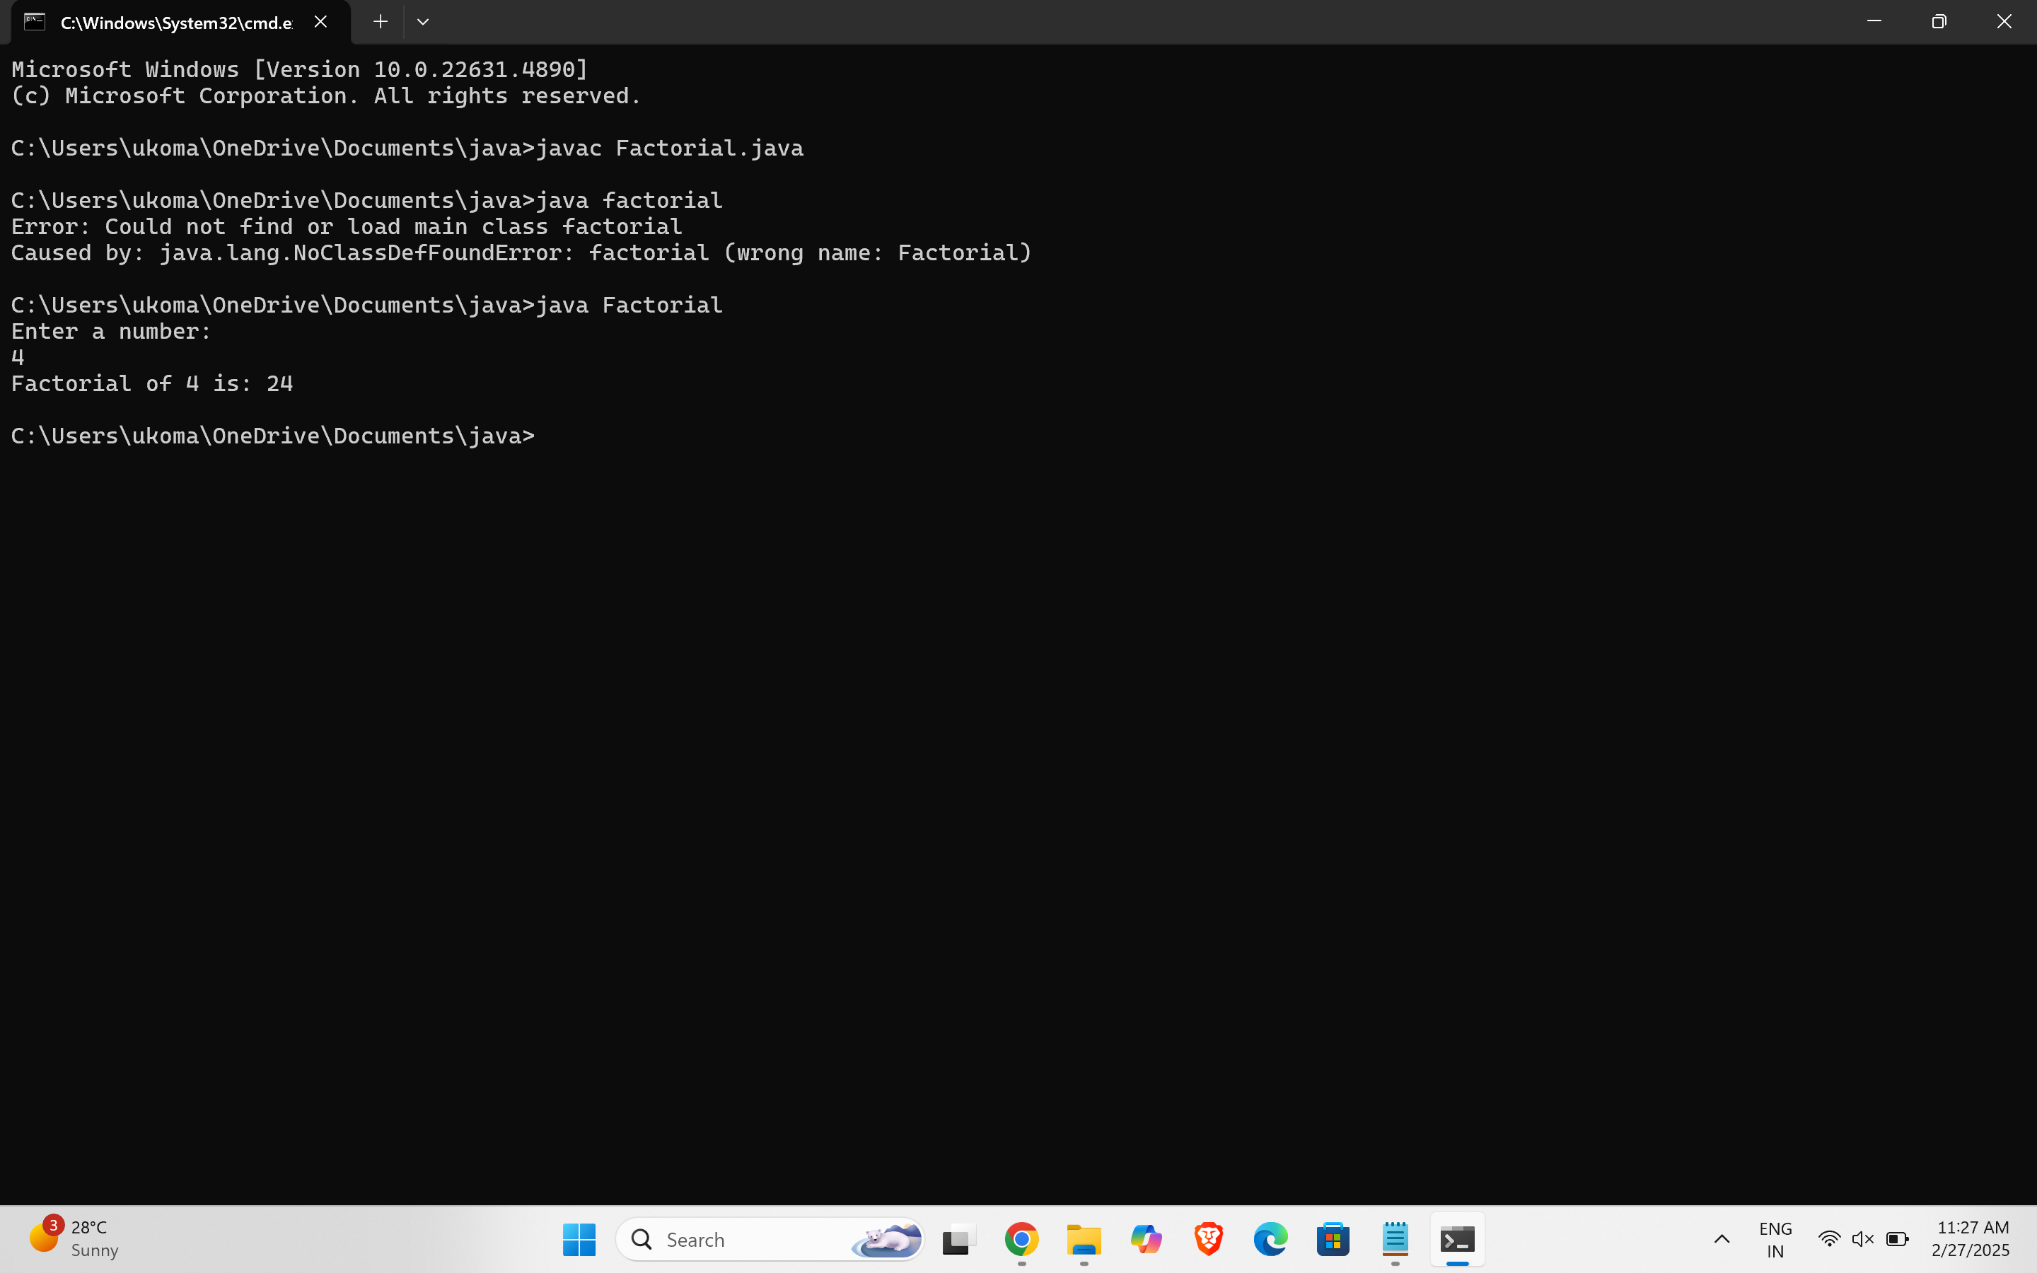 C:\Windows\System32\cmd.e
Microsoft Windows [Version 10.0.22631.4890]
(c) Microsoft Corporation. All rights reserved.
C:\Users\ukoma\OneDrive\Documents\java>javac Factorial.java
C:\Users\ukoma\OneDrive\Documents\java>java factorial
Error: Could not find or load main class factorial
Caused by: java.lang.NoClassDefFoundError: factorial (wrong name: Factorial)
C:\Users\ukoma\OneDrive\Documents\java>java Factorial
Enter a number:
4
Factorial of 4 is: 24
C:\Users\ukoma\OneDrive\Documents\java>
3
28°C
Sunny
Search
ENG
IN
11:27 AM
2/27/2025